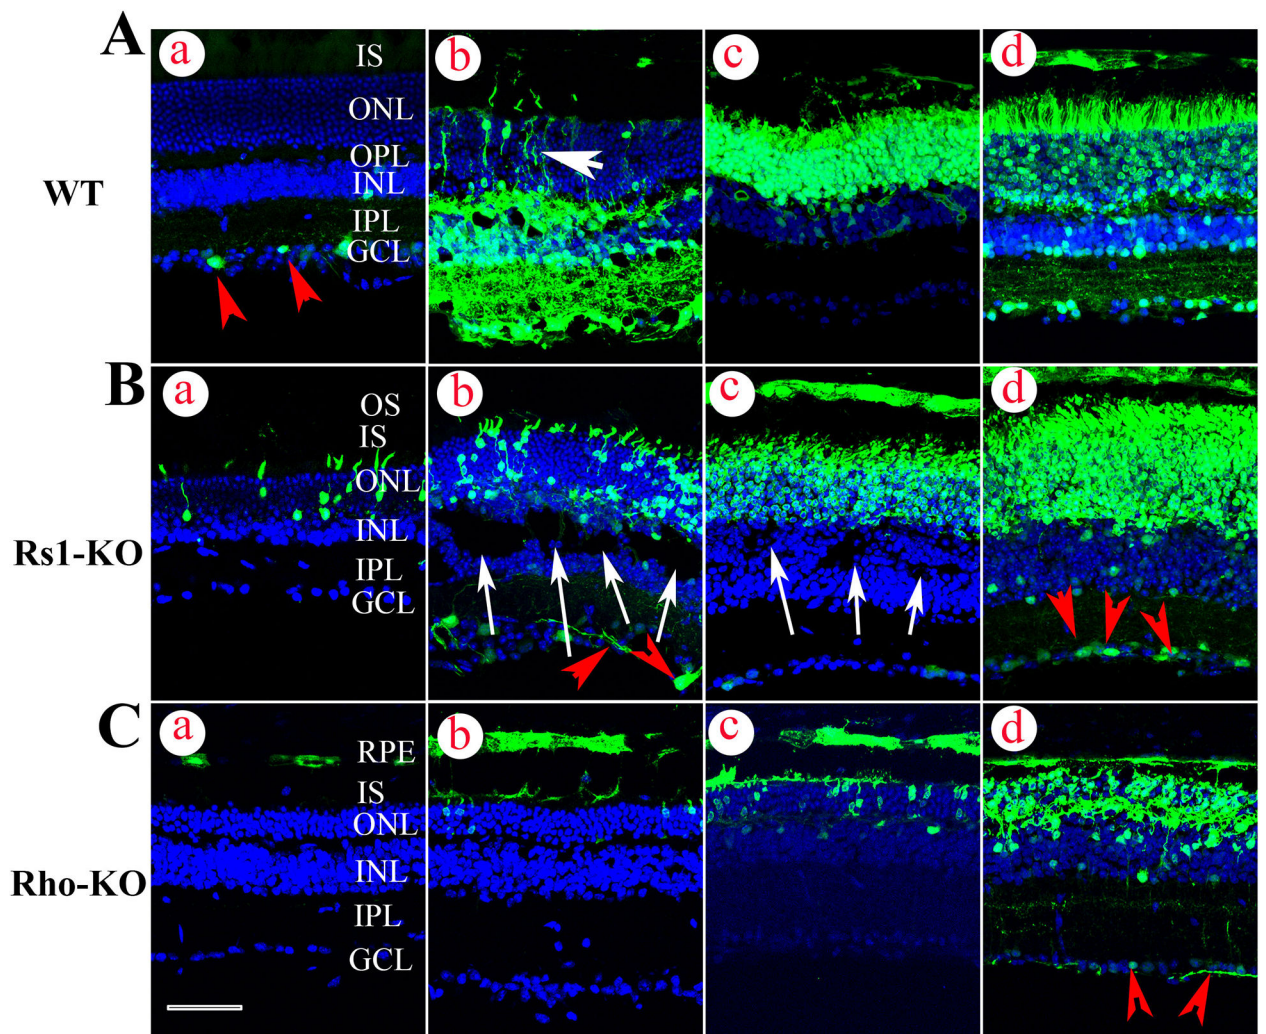 A
a
b
c
d
IS
ONL
OPL
INL
IPL
GCL
WT
B
a
b
c
d
OS
IS
ONL
INL
IPL
GCL
Rs1-KO
C
a
b
c
d
RPE
IS
ONL
INL
IPL
GCL
Rho-KO